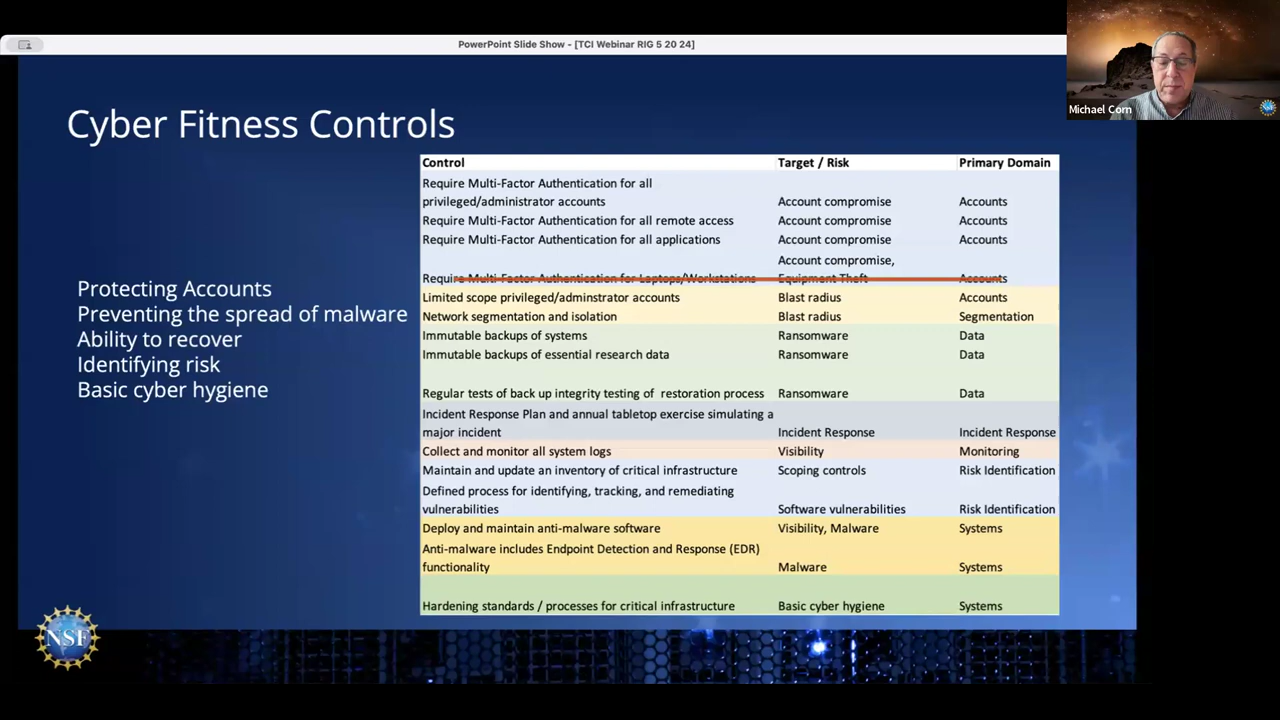 PowerPoint Slide Show - [TCI Webinar RIG 5 20 24]
Michael Corn
Cyber Fitness Controls
Protecting Accounts
Preventing the spread of malware
Ability to recover
Identifying risk
Basic cyber hygiene
Control Target / Risk Primary Domain
Require Multi-Factor Authentication for all
privileged/administrator accounts Account compromise Accounts
Require Multi-Factor Authentication for all remote access Account compromise Accounts
Require Multi-Factor Authentication for all applications Account compromise Accounts
Account compromise,
Require Multi-Factor Authentication for Laptops/Workstations Equipment Theft Accounts
Limited scope privileged/adminstrator accounts Blast radius Accounts
Network segmentation and isolation Blast radius Segmentation
Immutable backups of systems Ransomware Data
Immutable backups of essential research data Ransomware Data
Regular tests of back up integrity testing of restoration process Ransomware Data
Incident Response Plan and annual tabletop exercise simulating a
major incident Incident Response Incident Response
Collect and monitor all system logs Visibility Monitoring
Maintain and update an inventory of critical infrastructure Scoping controls Risk Identification
Defined process for identifying, tracking, and remediating
vulnerabilities Software vulnerabilities Risk Identification
Deploy and maintain anti-malware software Visibility, Malware Systems
Anti-malware includes Endpoint Detection and Response (EDR)
functionality Malware Systems
Hardening standards / processes for critical infrastructure Basic cyber hygiene Systems
NSF